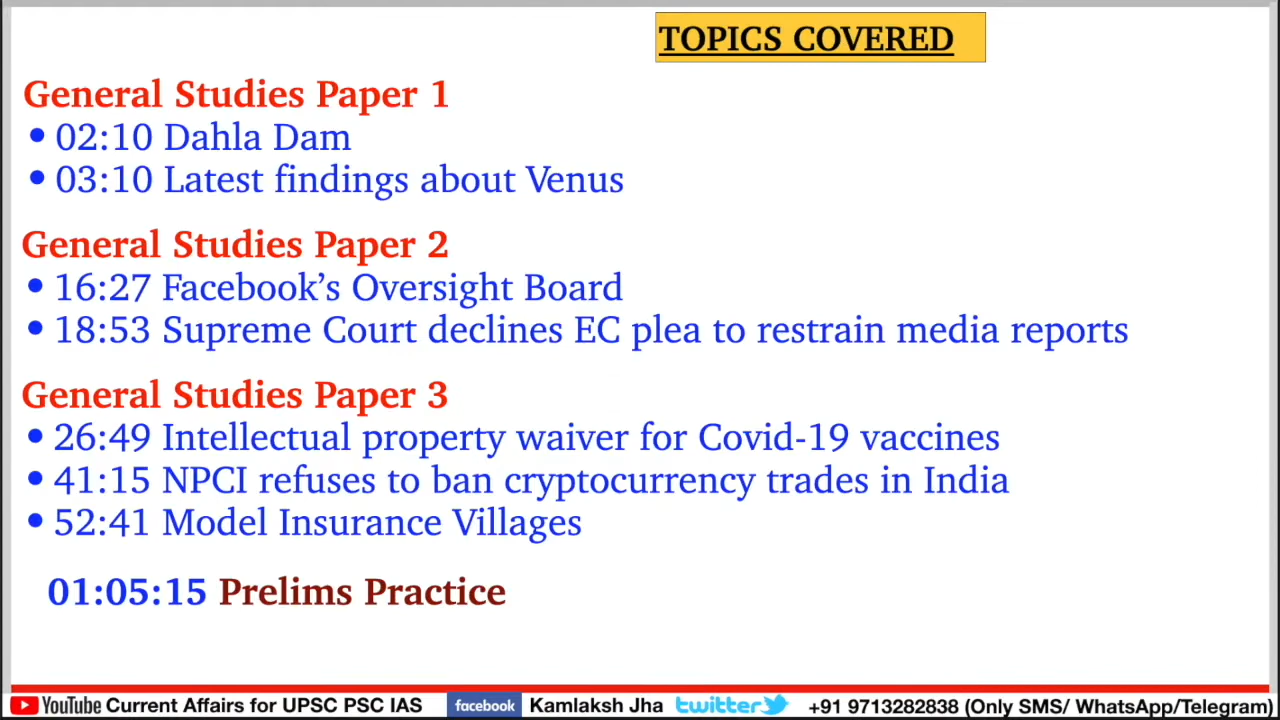 TOPICS COVERED
General Studies Paper 1
• 02:10 Dahla Dam
• 03:10 Latest findings about Venus
General Studies Paper 2
• 16:27 Facebook’s Oversight Board
• 18:53 Supreme Court declines EC plea to restrain media reports
General Studies Paper 3
• 26:49 Intellectual property waiver for Covid-19 vaccines
• 41:15 NPCI refuses to ban cryptocurrency trades in India
• 52:41 Model Insurance Villages
01:05:15 Prelims Practice
YouTube Current Affairs for UPSC PSC IAS facebook Kamlaksh Jha twitter +91 9713282838 (Only SMS/ WhatsApp/Telegram)